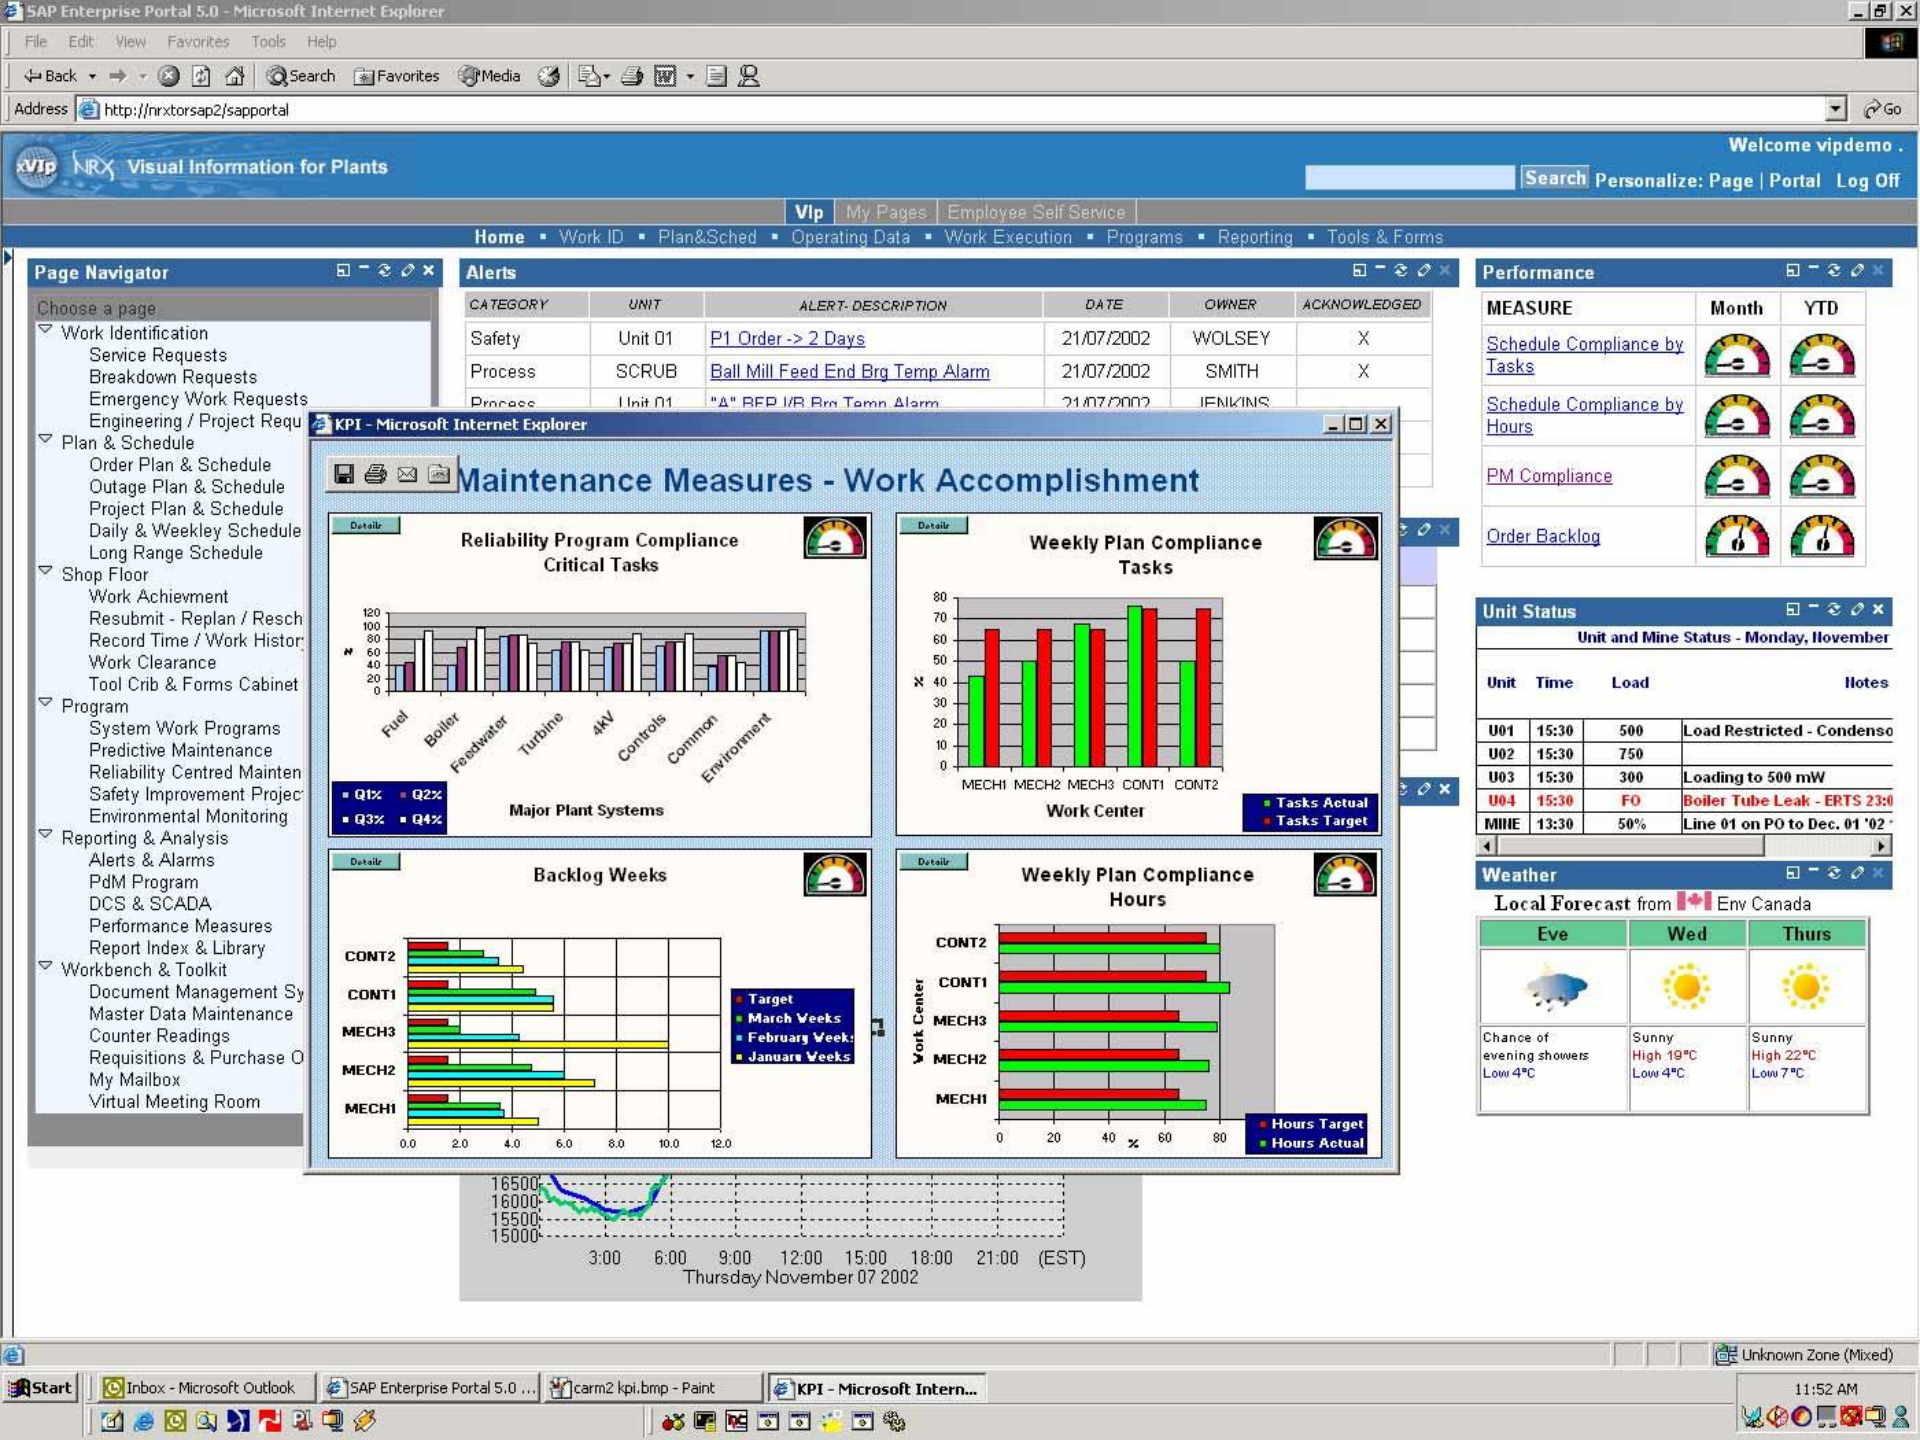 SAP Enterprise Portal 5.0 - Microsoft Internet Explorer
File Edit View Favorites Tools Help
Back Search Favorites Media
Address http://nrxtorsap2/sapportal Go
Welcome vipdemo .
xVIp NRX Visual Information for Plants
Search Personalize: Page | Portal Log Off
VIp My Pages Employee Self Service
Home Work ID Plan&Sched Operating Data Work Execution Programs Reporting Tools & Forms
Page Navigator
Choose a page
Work Identification
Service Requests
Breakdown Requests
Emergency Work Requests
Engineering / Project Requ
Plan & Schedule
Order Plan & Schedule
Outage Plan & Schedule
Project Plan & Schedule
Daily & Weekley Schedule
Long Range Schedule
Shop Floor
Work Achievment
Resubmit - Replan / Resch
Record Time / Work Histor
Work Clearance
Tool Crib & Forms Cabinet
Program
System Work Programs
Predictive Maintenance
Reliability Centred Mainten
Safety Improvement Projec
Environmental Monitoring
Reporting & Analysis
Alerts & Alarms
PdM Program
DCS & SCADA
Performance Measures
Report Index & Library
Workbench & Toolkit
Document Management Sy
Master Data Maintenance
Counter Readings
Requisitions & Purchase O
My Mailbox
Virtual Meeting Room
Alerts
CATEGORY UNIT ALERT- DESCRIPTION DATE OWNER ACKNOWLEDGED
Safety Unit 01 P1 Order -> 2 Days 21/07/2002 WOLSEY X
Process SCRUB Ball Mill Feed End Brg Temp Alarm 21/07/2002 SMITH X
Process Unit 01 "A" BFP I/B Brg Temp Alarm 21/07/2002 JENKINS
KPI - Microsoft Internet Explorer
Maintenance Measures - Work Accomplishment
Details
Reliability Program Compliance
Critical Tasks
120
100
80
60
40
20
0
%
Fuel Boiler Feedwater Turbine 4kV Controls Common Environment
Q1% Q2%
Q3% Q4%
Major Plant Systems
Details
Weekly Plan Compliance
Tasks
80
70
60
50
40
30
20
10
0
%
MECH1 MECH2 MECH3 CONT1 CONT2
Work Center
Tasks Actual
Tasks Target
Details
Backlog Weeks
CONT2
CONT1
MECH3
MECH2
MECH1
0.0 2.0 4.0 6.0 8.0 10.0 12.0
Target
March Weeks
February Weeks
January Weeks
Details
Weekly Plan Compliance
Hours
Work Center
CONT2
CONT1
MECH3
MECH2
MECH1
0 20 40 % 60 80
Hours Target
Hours Actual
16500
16000
15500
15000
3:00 6:00 9:00 12:00 15:00 18:00 21:00 (EST)
Thursday November 07 2002
Performance
MEASURE Month YTD
Schedule Compliance by
Tasks
Schedule Compliance by
Hours
PM Compliance
Order Backlog
Unit Status
Unit and Mine Status - Monday, November
Unit Time Load Notes
U01 15:30 500 Load Restricted - Condenso
U02 15:30 750
U03 15:30 300 Loading to 500 mW
U04 15:30 FO Boiler Tube Leak - ERTS 23:0
MINE 13:30 50% Line 01 on PO to Dec. 01 '02
Weather
Local Forecast from Env Canada
Eve Wed Thurs
Chance of
evening showers
Low 4°C
Sunny
High 19°C
Low 4°C
Sunny
High 22°C
Low 7°C
Unknown Zone (Mixed)
Start Inbox - Microsoft Outlook SAP Enterprise Portal 5.0 ... carm2 kpi.bmp - Paint KPI - Microsoft Intern... 11:52 AM